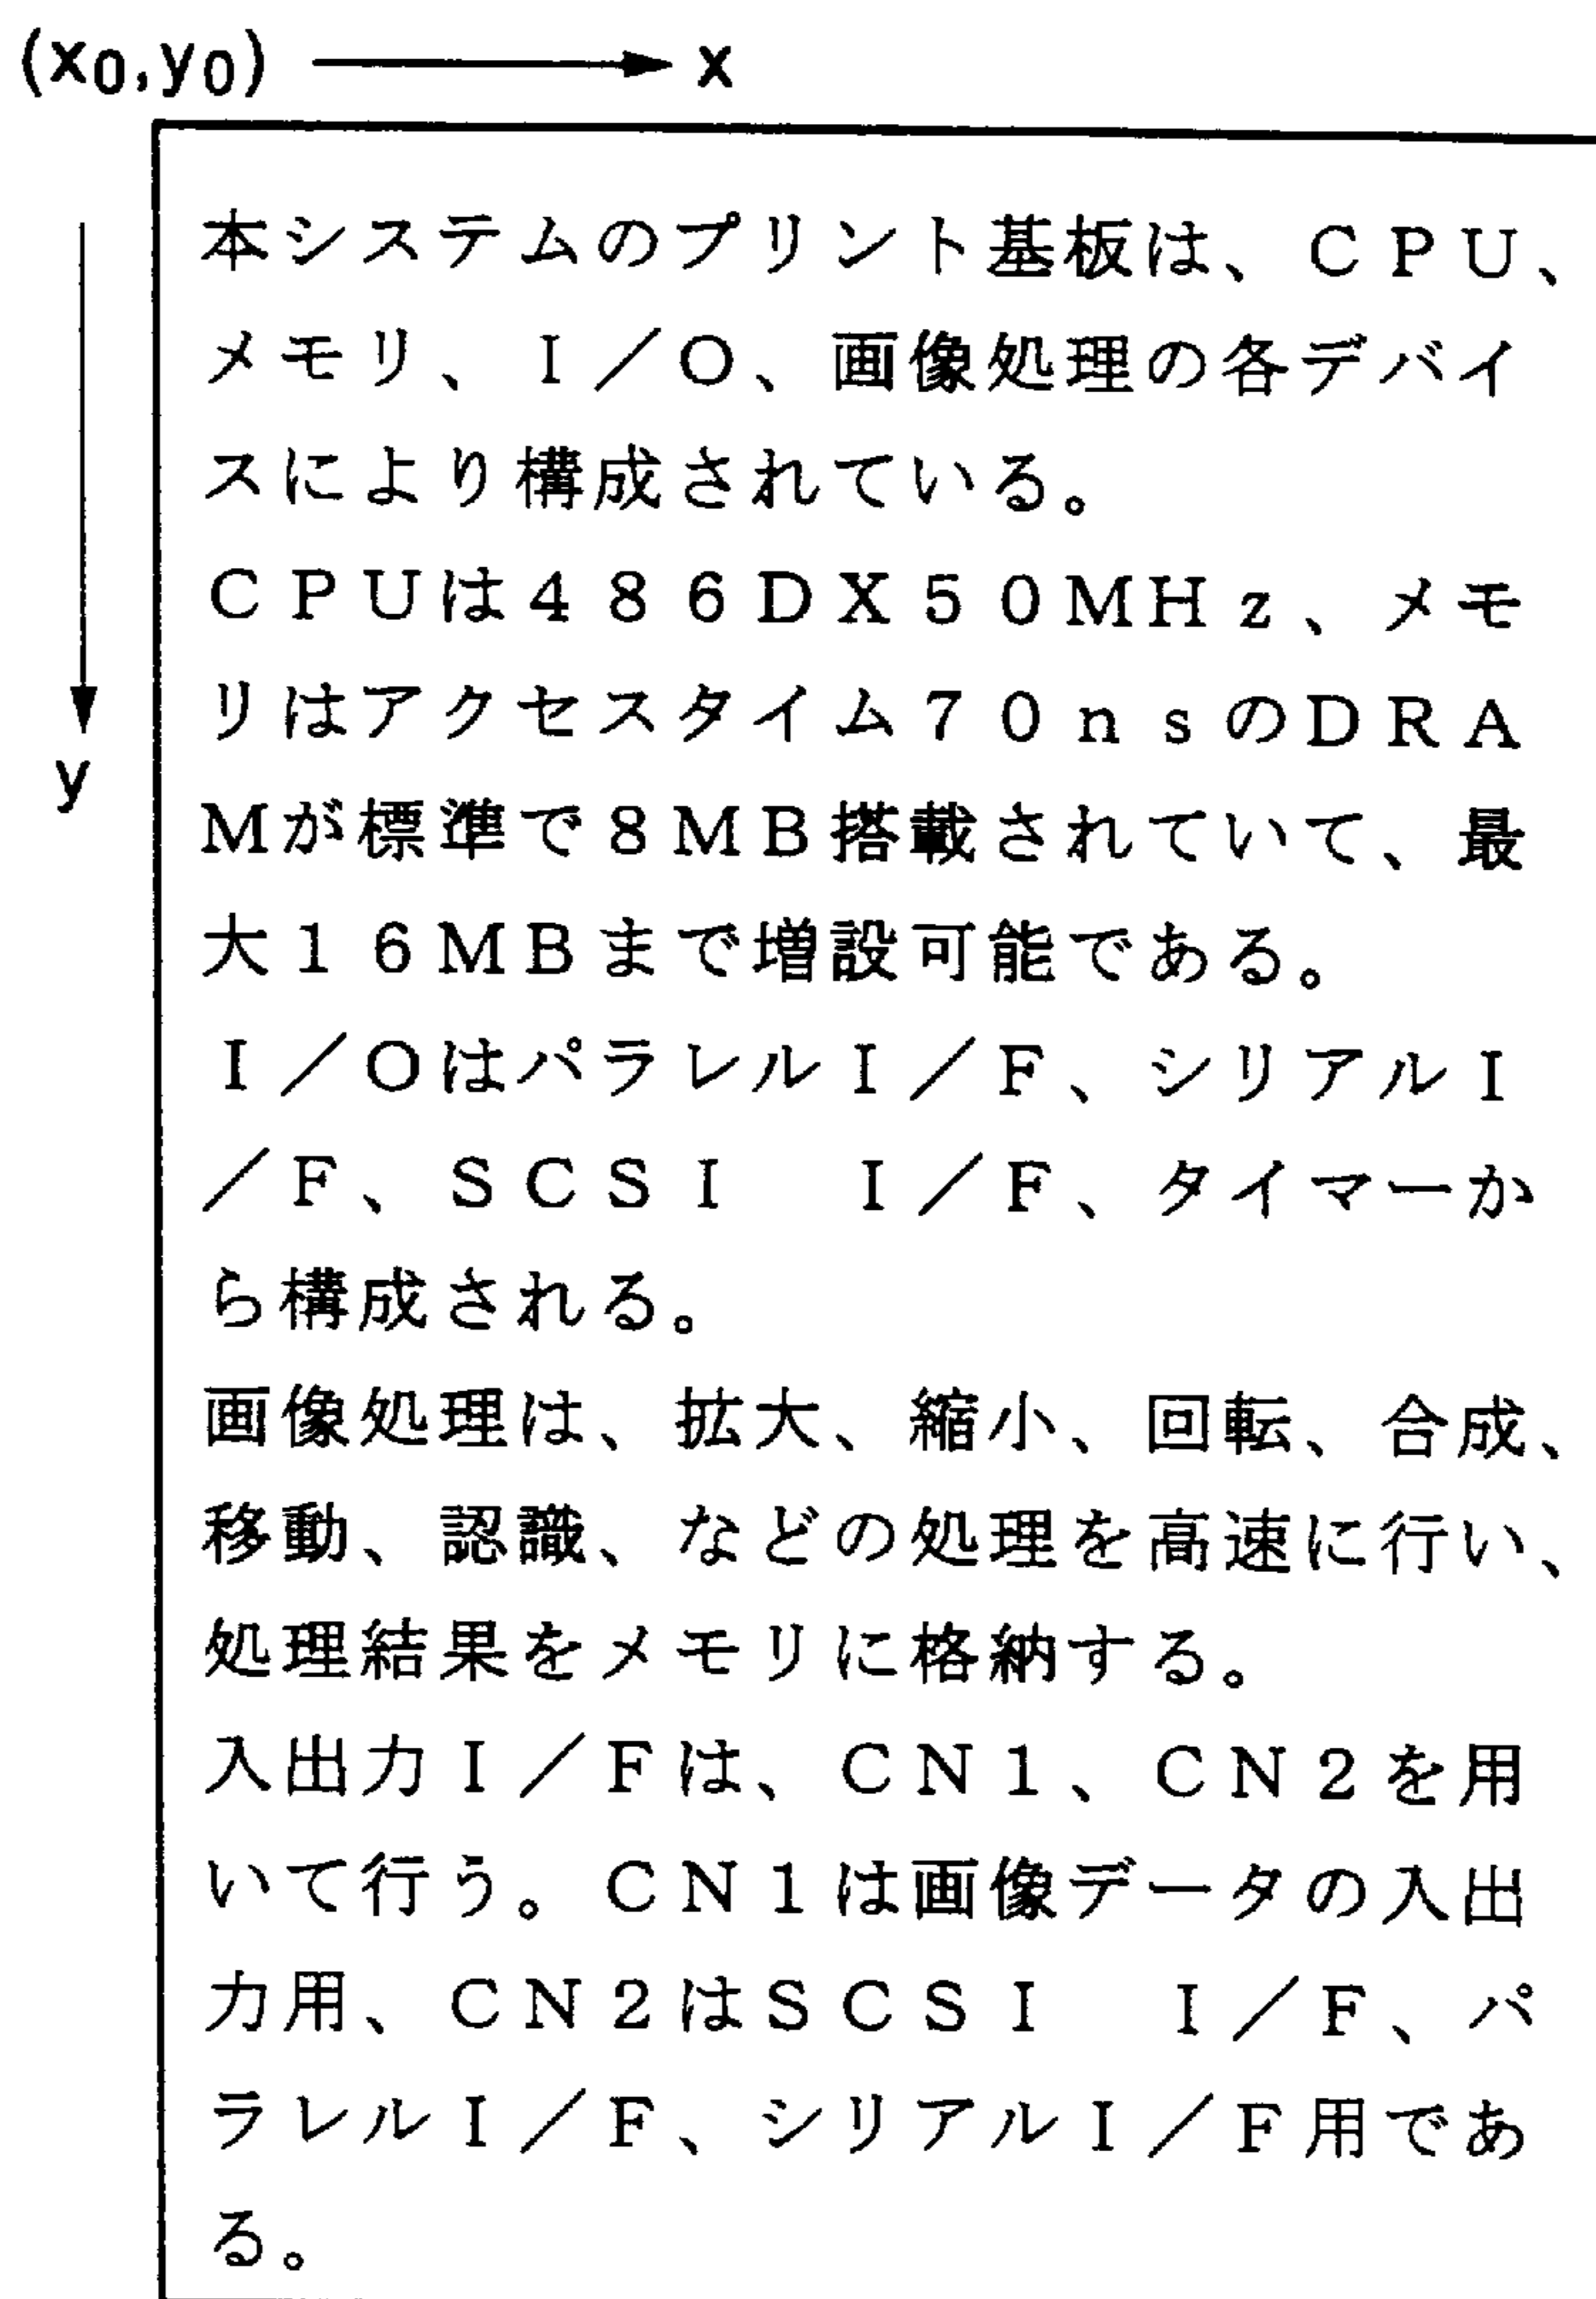 (x0,y0) x
y
本システムのプリント基板は、ＣＰＵ、
メモリ、Ｉ／Ｏ、画像処理の各デバイ
スにより構成されている。
ＣＰＵは４８６ＤＸ５０ＭＨｚ、メモ
リはアクセスタイム７０ｎｓのＤＲＡ
Ｍが標準で８ＭＢ搭載されていて、最
大１６ＭＢまで増設可能である。
Ｉ／Ｏはパラレルｌ／Ｆ、シリアルＩ
／Ｆ、ＳＣＳＩ　Ｉ／Ｆ、タイマーか
ら構成される。
画像処理は、拡大、縮小、回転、合成、
移動、認識、などの処理を高速に行い、
処理結果をメモリに格納する。
入出力Ｉ／Ｆは、ＣＮ１、ＣＮ２を用
いて行う。ＣＮ１は画像データの入出
力用、ＣＮ２はＳＣＳＩ　Ｉ／Ｆ、パ
ラレルＩ／Ｆ、シリアルＩ／Ｆ用であ
る。